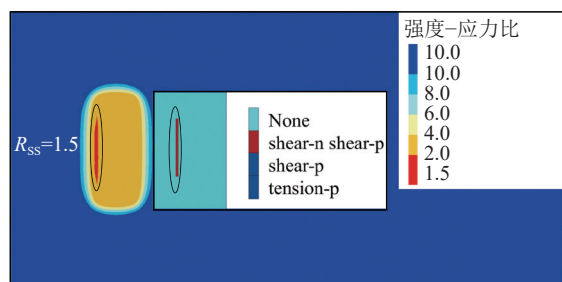 强度–应力比
10.0
10.0
8.0
6.0
4.0
2.0
1.5
R_SS=1.5
None
shear-n shear-p
shear-p
tension-p